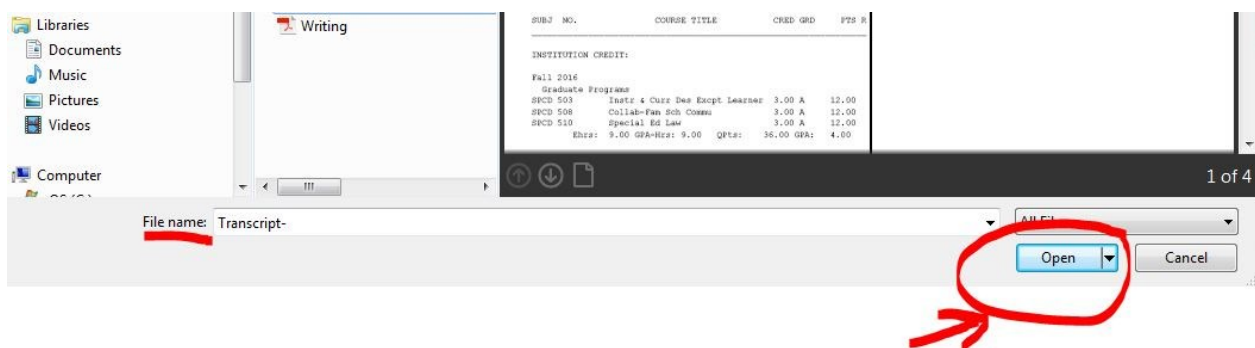 Libraries
Documents
Music
Pictures
Videos
Computer
Writing
SUBJ NO. COURSE TITLE CRED GRD PTS R
INSTITUTION CREDIT:
Fall 2016
Graduate Programs
SPCD 503 Instr & Curr Des Excpt Learner 3.00 A 12.00
SPCD 508 Collab-Fam Sch Commu 3.00 A 12.00
SPCD 510 Special Ed Law 3.00 A 12.00
Ehrs: 9.00 GPA-Hrs: 9.00 QPts: 36.00 GPA: 4.00
1 of 4
File name: Transcript-
Open
Cancel